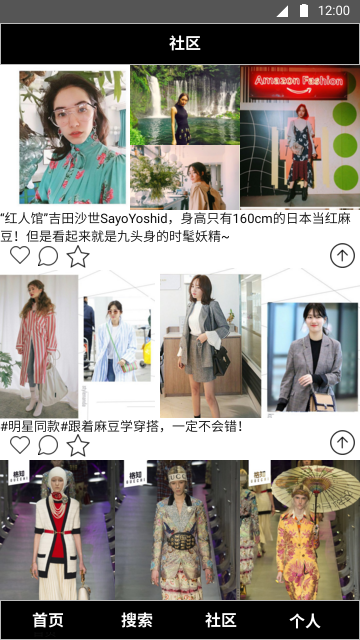 12:00
社区
Amazon Fashion
“红人馆”吉田沙世SayoYoshid，身高只有160cm的日本当红麻
豆！但是看起来就是九头身的时髦妖精~
#明星同款#跟着麻豆学穿搭，一定不会错！
首页 搜索 社区 个人